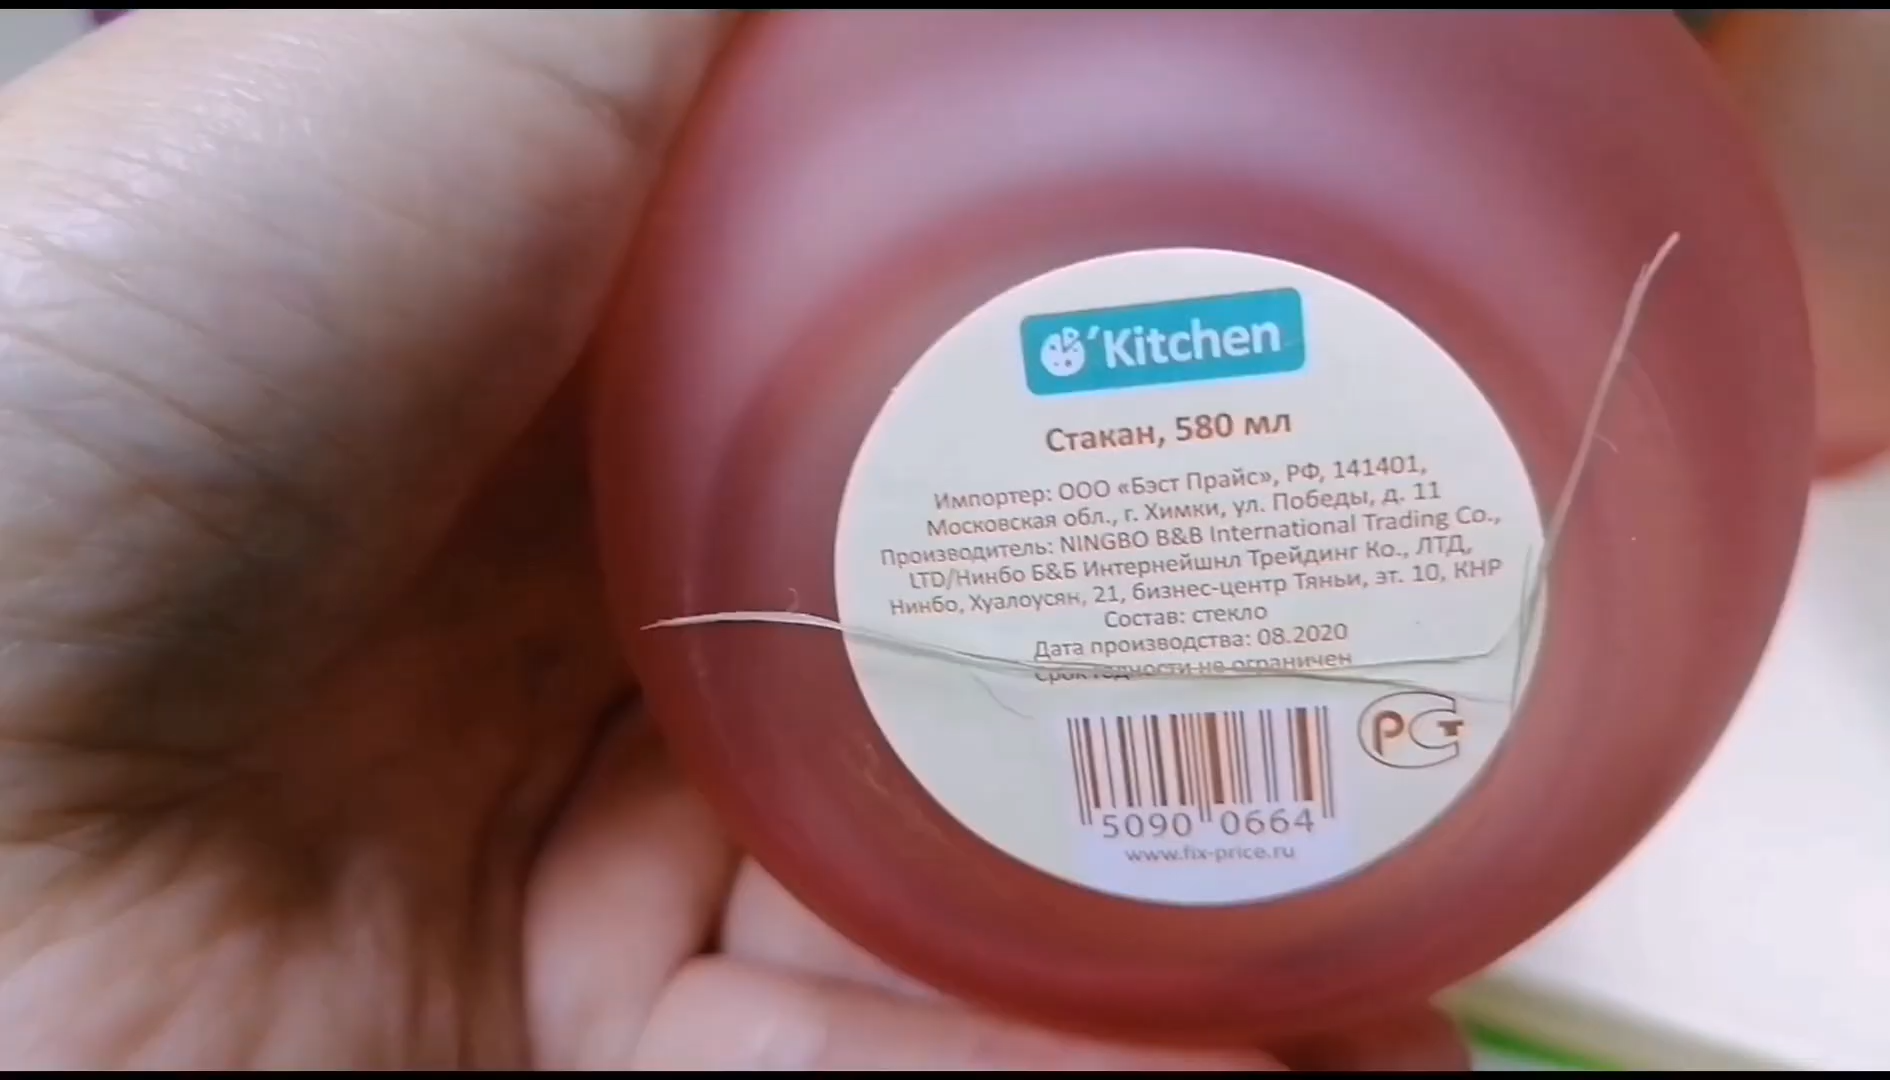 'Kitchen
Стакан, 580 мл
Импортер: ООО «Бэст Прайс», РФ, 141401,
Московская обл., г. Химки, ул. Победы, д. 11
Производитель: NINGBO B&B International Trading Co.,
LTD/Нинбо Б&Б Интернейшнл Трейдинг Ко., ЛТД,
Нинбо, Хуалоусян, 21, бизнес-центр Тяньи, эт. 10, КНР
Состав: стекло
Дата производства: 08.2020
Срок годности не ограничен
РСТ
5090 0664
www.fix-price.ru